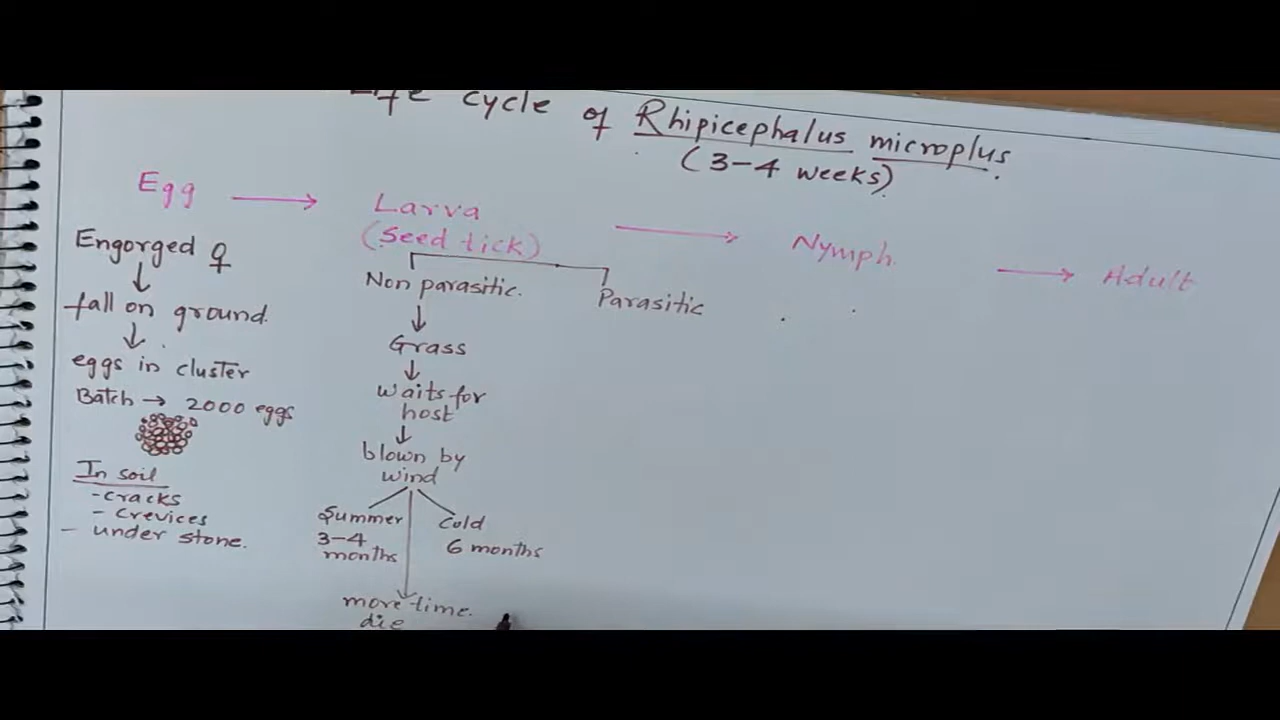 Life cycle of Rhipicephalus microplus.
(3-4 weeks)
Egg → Larva → Nymph → Adult
(Seed tick)
Engorged ♀
↓
fall on ground
↓
eggs in cluster
Batch → 2000 eggs
In soil
- cracks
- crevices
- under stone.
Non parasitic.
↓
Grass
↓
waits for
host
↓
blown by
wind
Summer
3-4
months
Cold
6 months
more time.
die
Parasitic